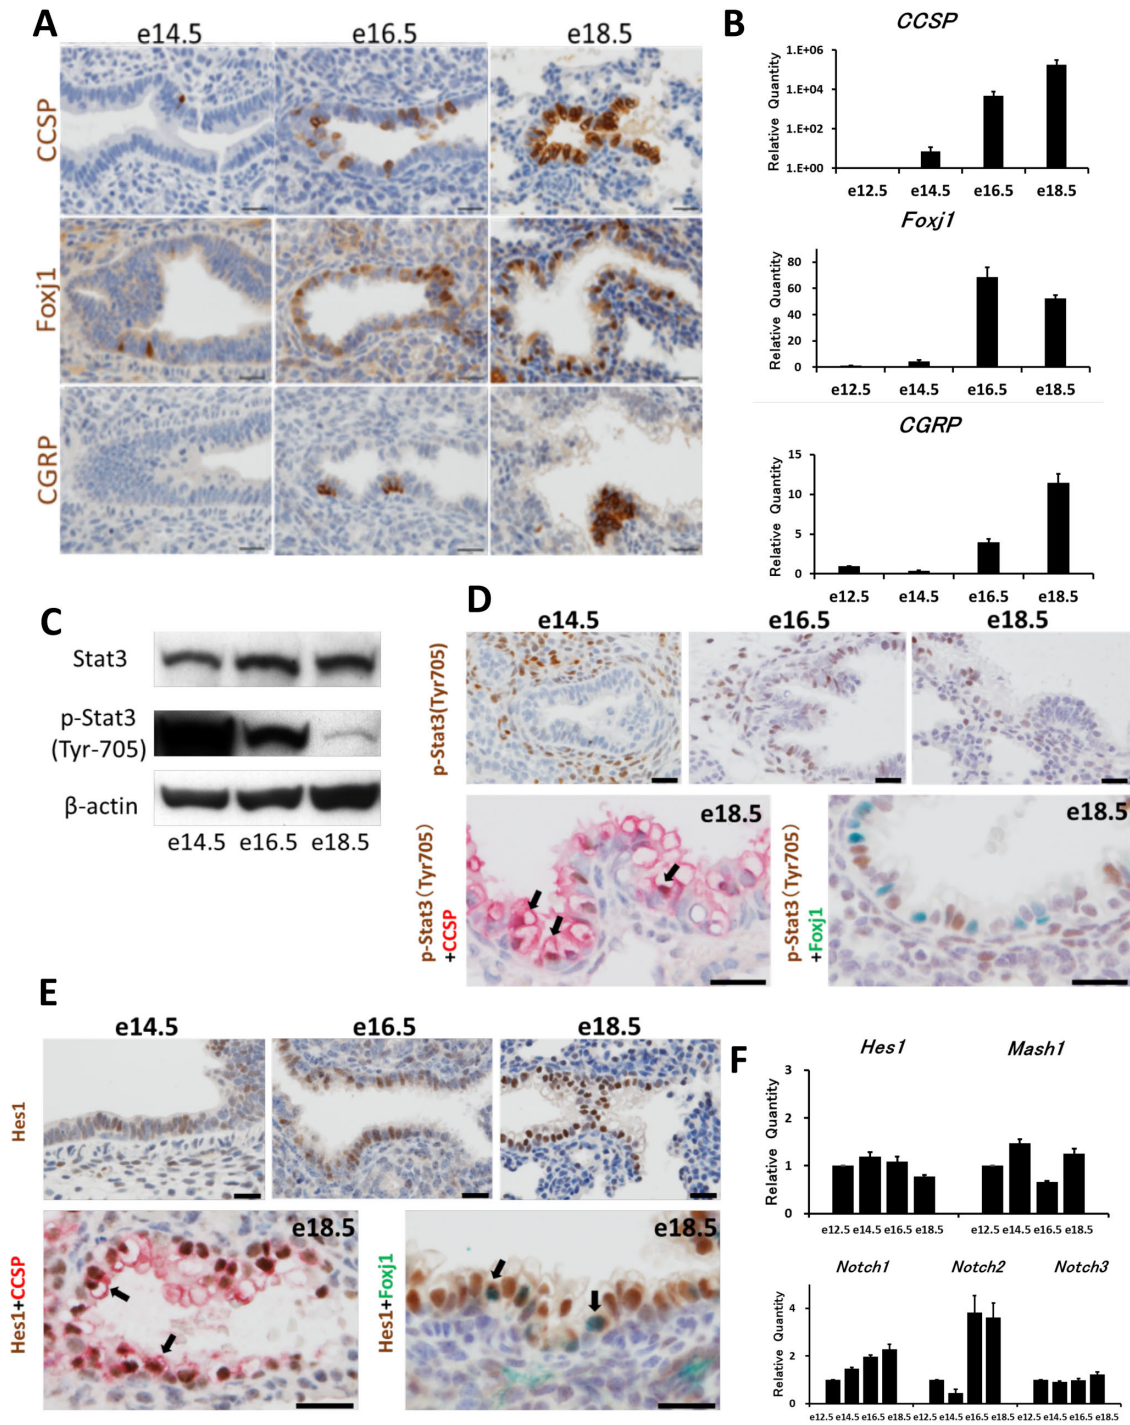 A
e14.5 e16.5 e18.5
CCSP
Foxj1
CGRP
B
CCSP
Relative Quantity
1.E+06
1.E+04
1.E+02
1.E+00
e12.5 e14.5 e16.5 e18.5
Foxj1
Relative Quantity
80
60
40
20
0
e12.5 e14.5 e16.5 e18.5
CGRP
Relative Quantity
15
10
5
0
e12.5 e14.5 e16.5 e18.5
C
Stat3
p-Stat3
(Tyr-705)
β-actin
e14.5 e16.5 e18.5
D
e14.5 e16.5 e18.5
p-Stat3(Tyr705)
e18.5
p-Stat3(Tyr705)
+CCSP
e18.5
p-Stat3(Tyr705)
+Foxj1
E
e14.5 e16.5 e18.5
Hes1
e18.5
Hes1+CCSP
e18.5
Hes1+Foxj1
F
Hes1 Mash1
Relative Quantity
3
2
1
0
e12.5 e14.5 e16.5 e18.5 e12.5 e14.5 e16.5 e18.5
Notch1 Notch2 Notch3
Relative Quantity
4
2
0
e12.5 e14.5 e16.5 e18.5 e12.5 e14.5 e16.5 e18.5 e12.5 e14.5 e16.5 e18.5